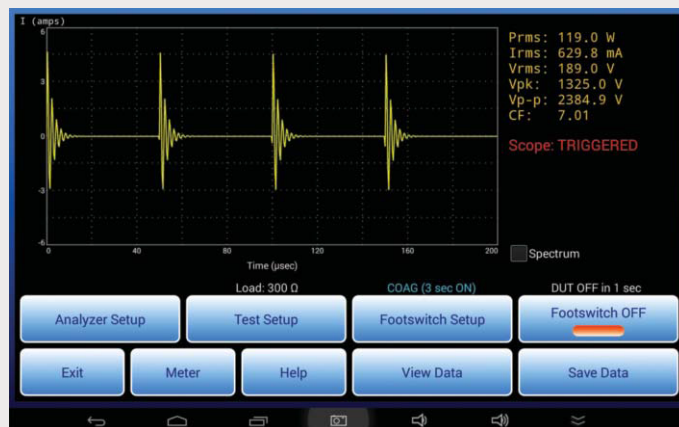 I (amps)
6
3
0
-3
-6
0 40 80 120 160 200
Time (μsec)
Prms: 119.0 W
Irms: 629.8 mA
Vrms: 189.0 V
Vpk: 1325.0 V
Vp-p: 2384.9 V
CF: 7.01
Scope: TRIGGERED
Spectrum
Load: 300 Ω
COAG (3 sec ON)
DUT OFF in 1 sec
Analyzer Setup
Test Setup
Footswitch Setup
Footswitch OFF
Exit
Meter
Help
View Data
Save Data